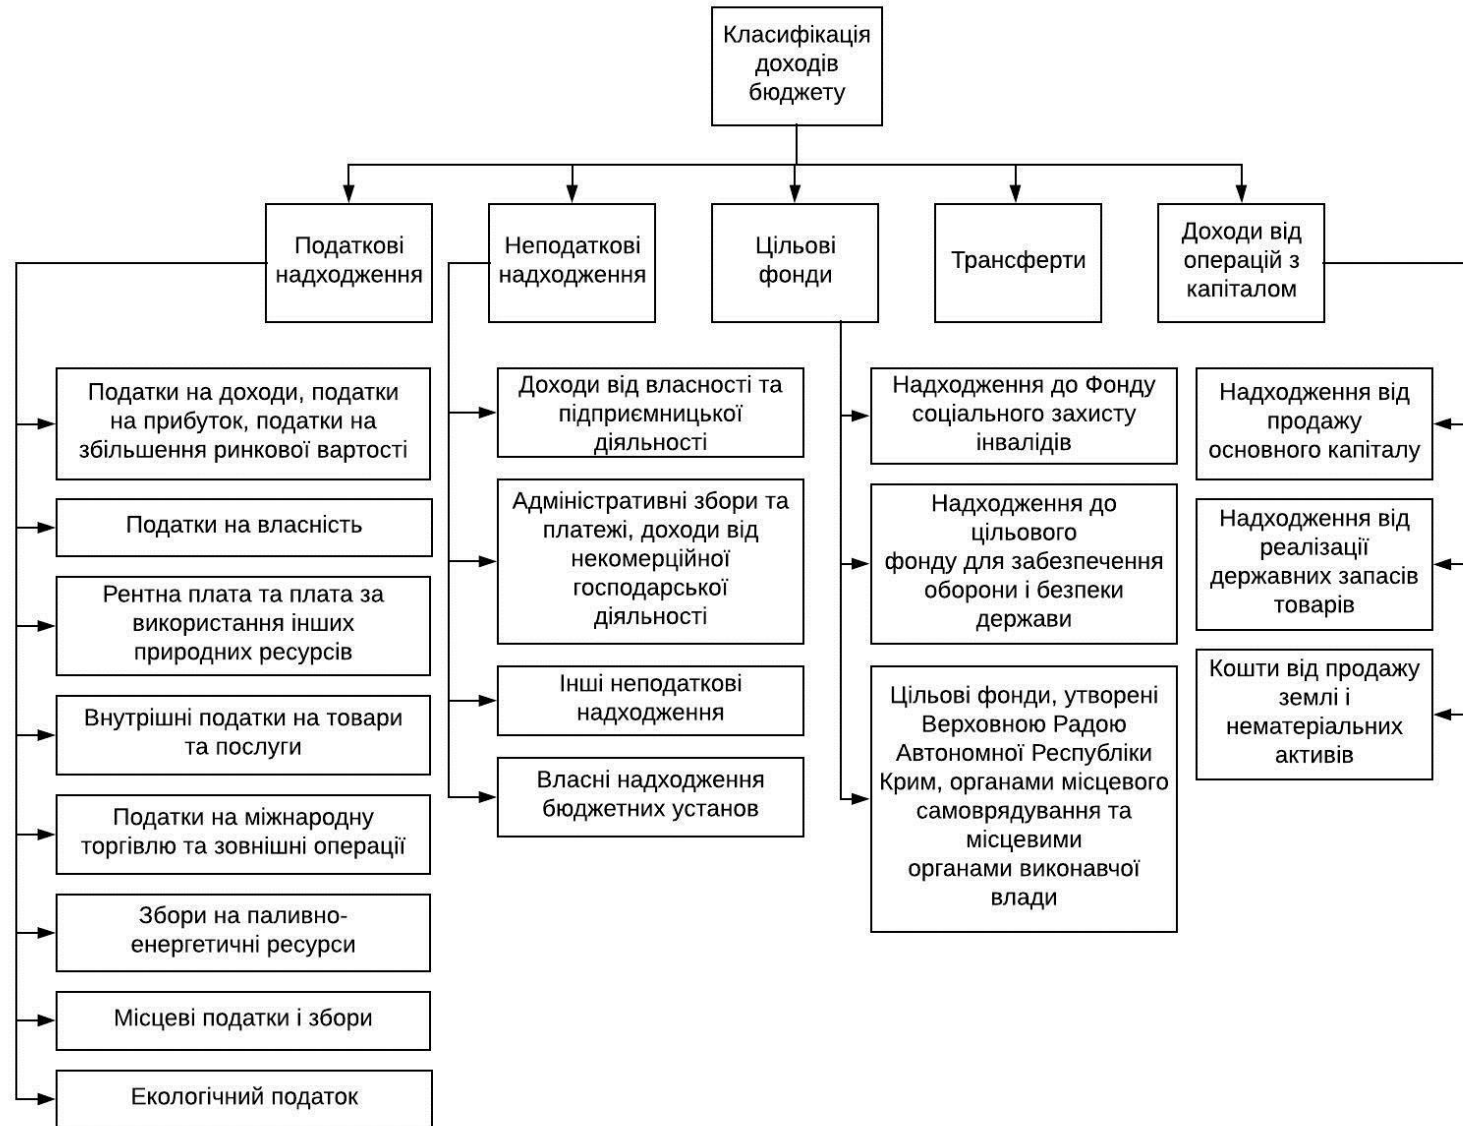 Класифікація
доходів
бюджету
Податкові
надходження
Неподаткові
надходження
Цільові
фонди
Трансферти
Доходи від
операцій з
капіталом
Податки на доходи, податки
на прибуток, податки на
збільшення ринкової вартості
Податки на власність
Рентна плата та плата за
використання інших
природних ресурсів
Внутрішні податки на товари
та послуги
Податки на міжнародну
торгівлю та зовнішні операції
Збори на паливно-
енергетичні ресурси
Місцеві податки і збори
Екологічний податок
Доходи від власності та
підприємницької
діяльності
Адміністративні збори та
платежі, доходи від
некомерційної
господарської
діяльності
Інші неподаткові
надходження
Власні надходження
бюджетних установ
Надходження до Фонду
соціального захисту
інвалідів
Надходження до
цільового
фонду для забезпечення
оборони і безпеки
держави
Цільові фонди, утворені
Верховною Радою
Автономної Республіки
Крим, органами місцевого
самоврядування та
місцевими
органами виконавчої
влади
Надходження від
продажу
основного капіталу
Надходження від
реалізації
державних запасів
товарів
Кошти від продажу
землі і
нематеріальних
активів